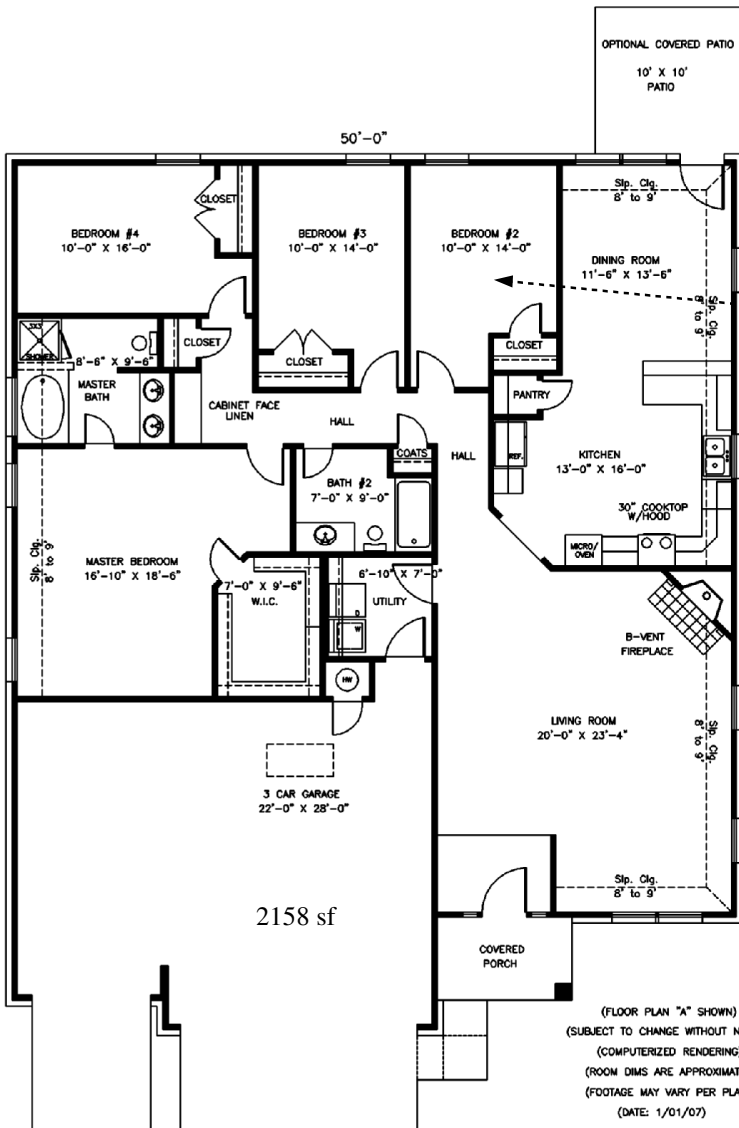 OPTIONAL COVERED PATIO
10' X 10'
PATIO
50'-0"
Slp. Clg.
8' to 9'
CLOSET
BEDROOM #4
10'-0" X 16'-0"
BEDROOM #3
10'-0" X 14'-0"
BEDROOM #2
10'-0" X 14'-0"
DINING ROOM
11'-6" X 13'-6"
Slp. Clg.
8' to 9'
3X3
SHOWER
8'-6" X 9'-6"
MASTER
BATH
CLOSET
CLOSET
CLOSET
CABINET FACE
LINEN
HALL
PANTRY
HALL
COATS
REF.
KITCHEN
13'-0" X 16'-0"
BATH #2
7'-0" X 9'-0"
30" COOKTOP
W/HOOD
MICRO/
OVEN
Slp. Clg.
8' to 9'
MASTER BEDROOM
16'-10" X 18'-6"
7'-0" X 9'-6"
W.I.C.
6'-10" X 7'-0"
UTILITY
D
W
HW
B-VENT
FIREPLACE
LIVING ROOM
20'-0" X 23'-4"
Slp. Clg.
8' to 9'
3 CAR GARAGE
22'-0" X 28'-0"
Slp. Clg.
8' to 9'
2158 sf
COVERED
PORCH
(FLOOR PLAN "A" SHOWN)
(SUBJECT TO CHANGE WITHOUT N
(COMPUTERIZED RENDERING)
(ROOM DIMS ARE APPROXIMAT
(FOOTAGE MAY VARY PER PLA
(DATE: 1/01/07)